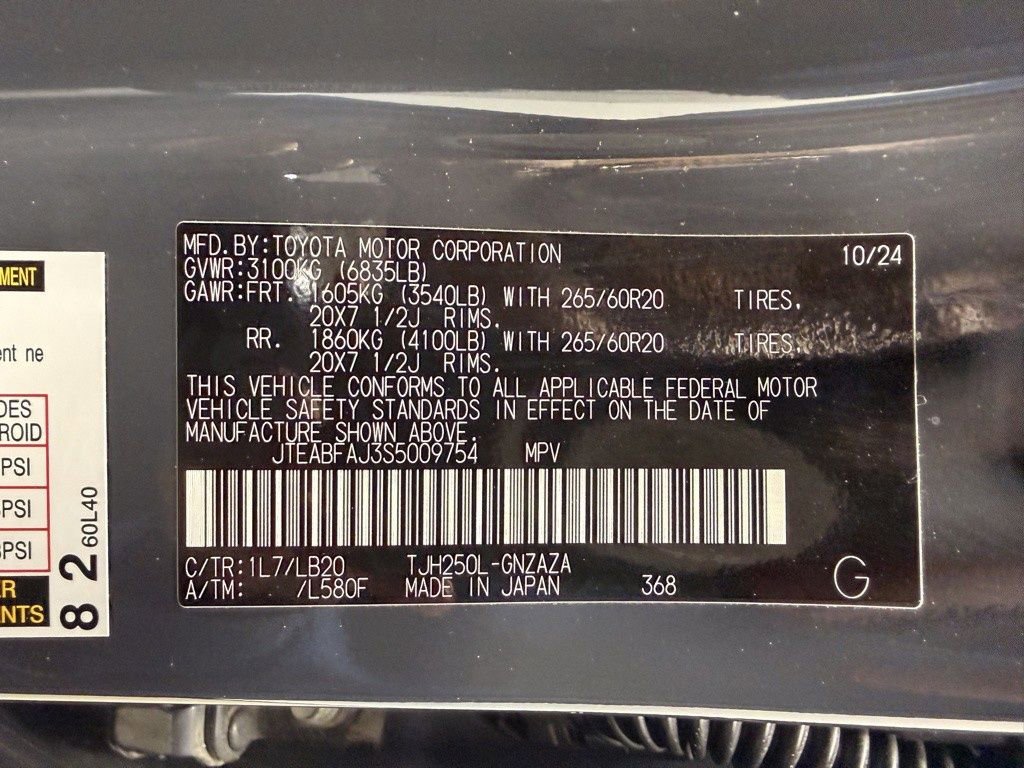 MFD.BY:TOYOTA MOTOR CORPORATION 10/24
GVWR:3100KG (6835LB)
GAWR:FRT. 1605KG (3540LB) WITH 265/60R20 TIRES,
20X7 1/2J RIMS.
RR. 1860KG (4100LB) WITH 265/60R20 TIRES,
20X7 1/2J RIMS.
THIS VEHICLE CONFORMS TO ALL APPLICABLE FEDERAL MOTOR
VEHICLE SAFETY STANDARDS IN EFFECT ON THE DATE OF
MANUFACTURE SHOWN ABOVE.
JTEABFAJ3S5009754 MPV
C/TR:1L7/LB20 TJH250L-GNZAZA
A/TM: /L580F MADE IN JAPAN 368
G
MENT
ent ne
DES
ROID
PSI
PSI
PSI
ER
NTS
82 60L40